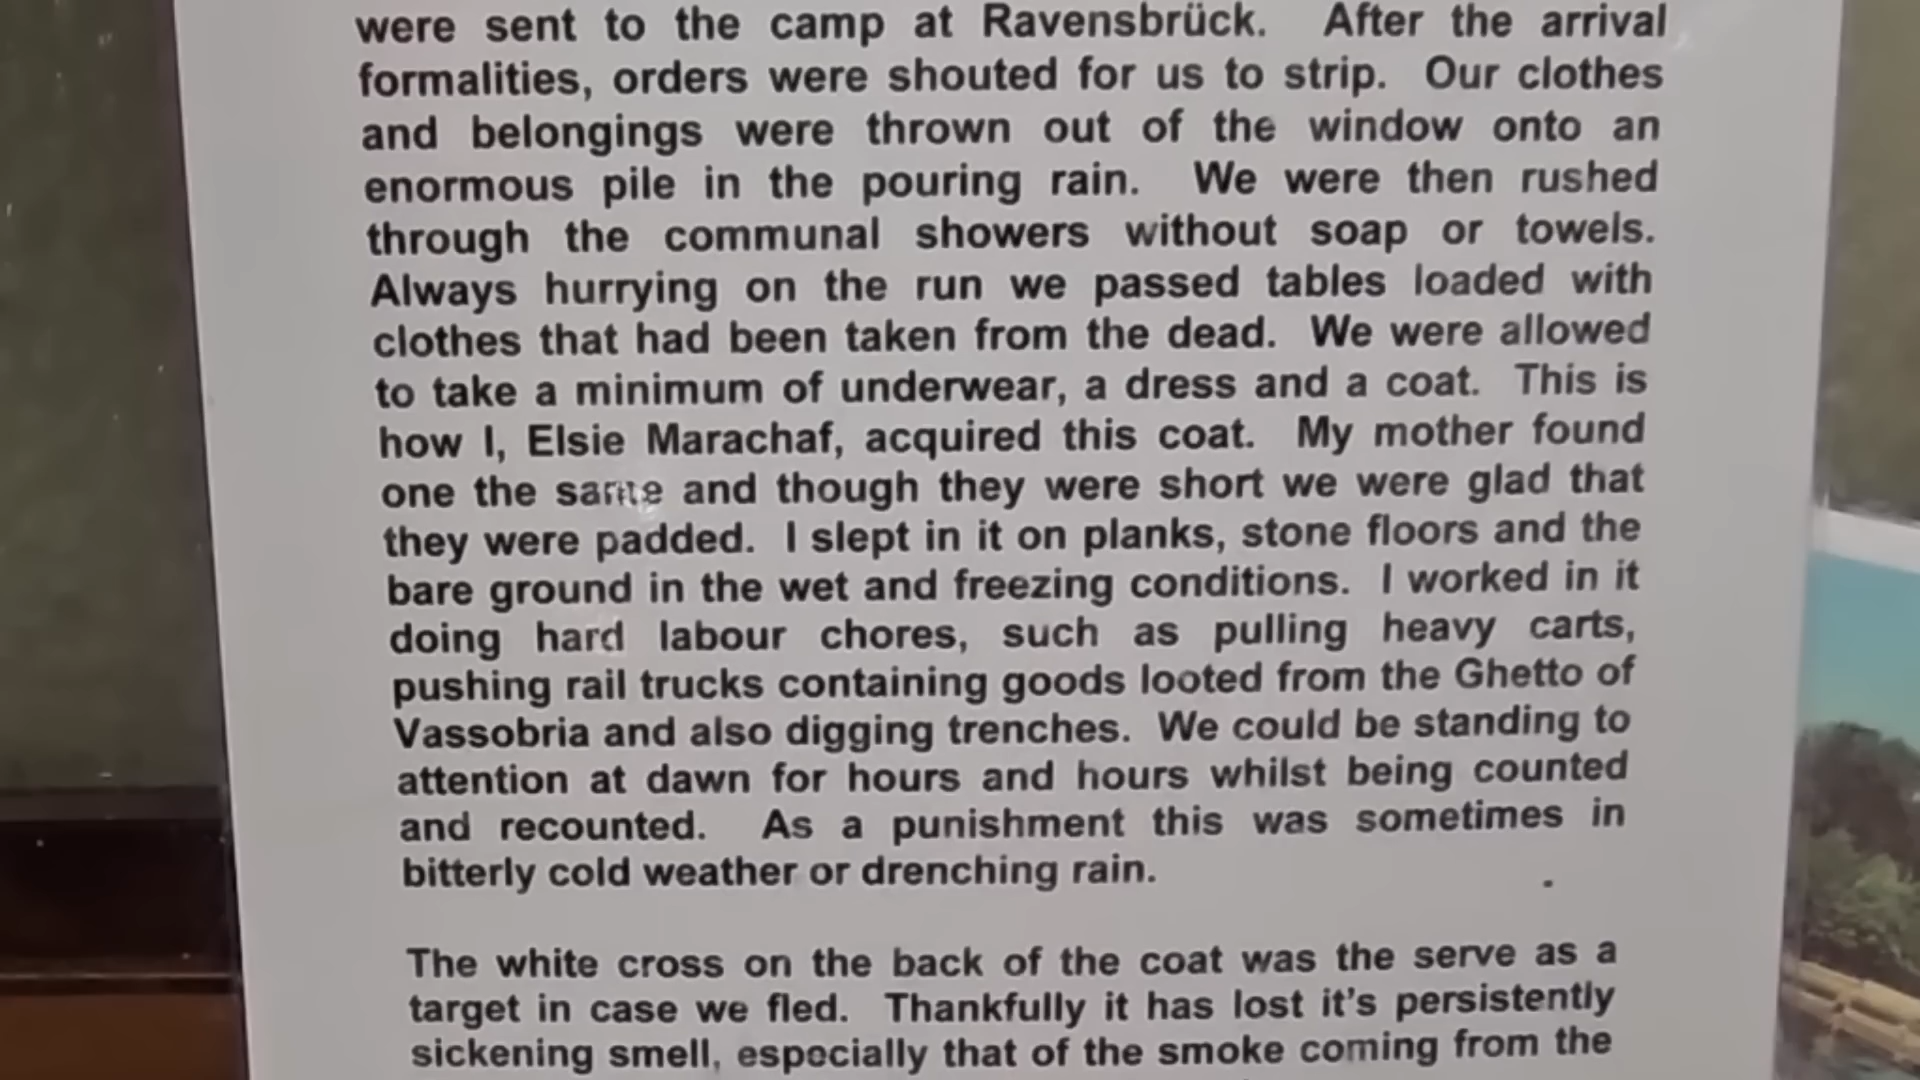 were sent to the camp at Ravensbrück. After the arrival
formalities, orders were shouted for us to strip. Our clothes
and belongings were thrown out of the window onto an
enormous pile in the pouring rain. We were then rushed
through the communal showers without soap or towels.
Always hurrying on the run we passed tables loaded with
clothes that had been taken from the dead. We were allowed
to take a minimum of underwear, a dress and a coat. This is
how I, Elsie Marachaf, acquired this coat. My mother found
one the same and though they were short we were glad that
they were padded. I slept in it on planks, stone floors and the
bare ground in the wet and freezing conditions. I worked in it
doing hard labour chores, such as pulling heavy carts,
pushing rail trucks containing goods looted from the Ghetto of
Vassobria and also digging trenches. We could be standing to
attention at dawn for hours and hours whilst being counted
and recounted. As a punishment this was sometimes in
bitterly cold weather or drenching rain.
The white cross on the back of the coat was the serve as a
target in case we fled. Thankfully it has lost it's persistently
sickening smell, especially that of the smoke coming from the